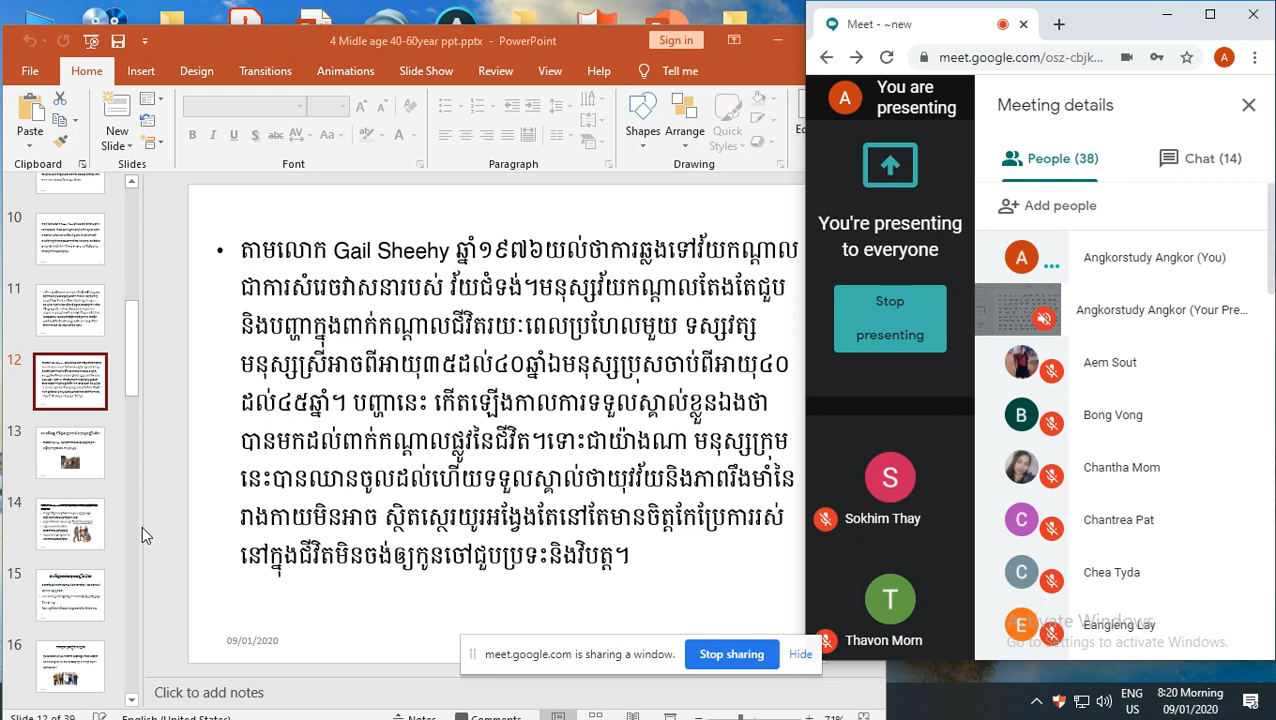 4 Midle age 40-60year ppt.pptx - PowerPoint
Sign in
File Home Insert Design Transitions Animations Slide Show Review View Help Tell me
Paste
New
Slide
Shapes Arrange Quick
Styles
Clipboard Slides Font Paragraph Drawing
10
11
12
13
14
15
16
• តាមលោក Gail Sheehy ឆ្នាំ១៩៧៦យល់ថាការឆ្លងទៅវ័យកណ្ដាល
ជាការសំរេចវាសនារបស់ វ័យជំទង់។មនុស្សវ័យកណ្ដាលតែងតែជួប
និងបញ្ហាក្នុងពាក់កណ្ដាលជីវិតរយៈពេលប្រហែលមួយ ទស្សវត្ស
មនុស្សស្រីអាចពីអាយុ៣៥ដល់៤០ឆ្នាំឯមនុស្សប្រុសចាប់ពីអាយុ៤០
ដល់៤៥ឆ្នាំ។ បញ្ហានេះ កើតឡើងកាលការទទួលស្គាល់ខ្លួនឯងថា
បានមកដល់ពាក់កណ្ដាលផ្លូវនៃជីវិត។ទោះជាយ៉ាងណា មនុស្សក្រុម
នេះបានឈានចូលដល់ហើយទទួលស្គាល់ថាយុវវ័យនិងភាពរឹងមាំនៃ
រាងកាយមិនអាច ស្ថិតស្ថេរយូរ តែនៅតែមានចិត្តកែប្រែការរស់
នៅក្នុងជីវិតមិនចង់ឲ្យកូនចៅជួបប្រទះនិងវិបត្ត។
09/01/2020
meet.google.com is sharing a window. Stop sharing Hide
Click to add notes
Slide 12 of 39 English (United States) Notes Comments 71%
Meet - ~new
meet.google.com/osz-cbjk...
A
A
You are
presenting
You're presenting
to everyone
Stop
presenting
S
Sokhim Thay
T
Thavon Morn
Meeting details
People (38) Chat (14)
Add people
A Angkorstudy Angkor (You)
Angkorstudy Angkor (Your Pre...
Aem Sout
B Bong Vong
Chantha Mom
C Chantrea Pat
C Chea Tyda
E Eangleng Lay
Activate Windows
Go to Settings to activate Windows.
ENG
US
8:20 Morning
09/01/2020